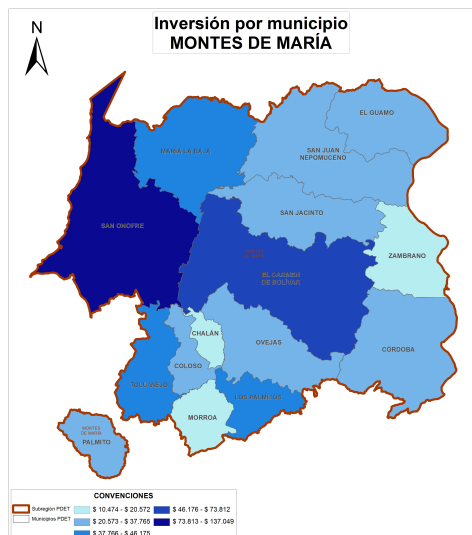 Inversión por municipio
MONTES DE MARÍA
N
EL GUAMO
MARÍA LA BAJA
SAN JUAN
NEPOMUCENO
SAN JACINTO
SAN ONOFRE
ZAMBRANO
EL CARMEN
DE BOLÍVAR
CHALÁN
OVEJAS
CÓRDOBA
COLOSO
TOLÚ VIEJO
LOS PALMITOS
MORROA
MONTES
DE MARÍA
PALMITO
CONVENCIONES
Subregión PDET
$ 10.474 - $ 20.572
$ 46.176 - $ 73.812
Municipios PDET
$ 20.573 - $ 37.765
$ 73.813 - $ 137.049
$ 37.766 - $ 46.175